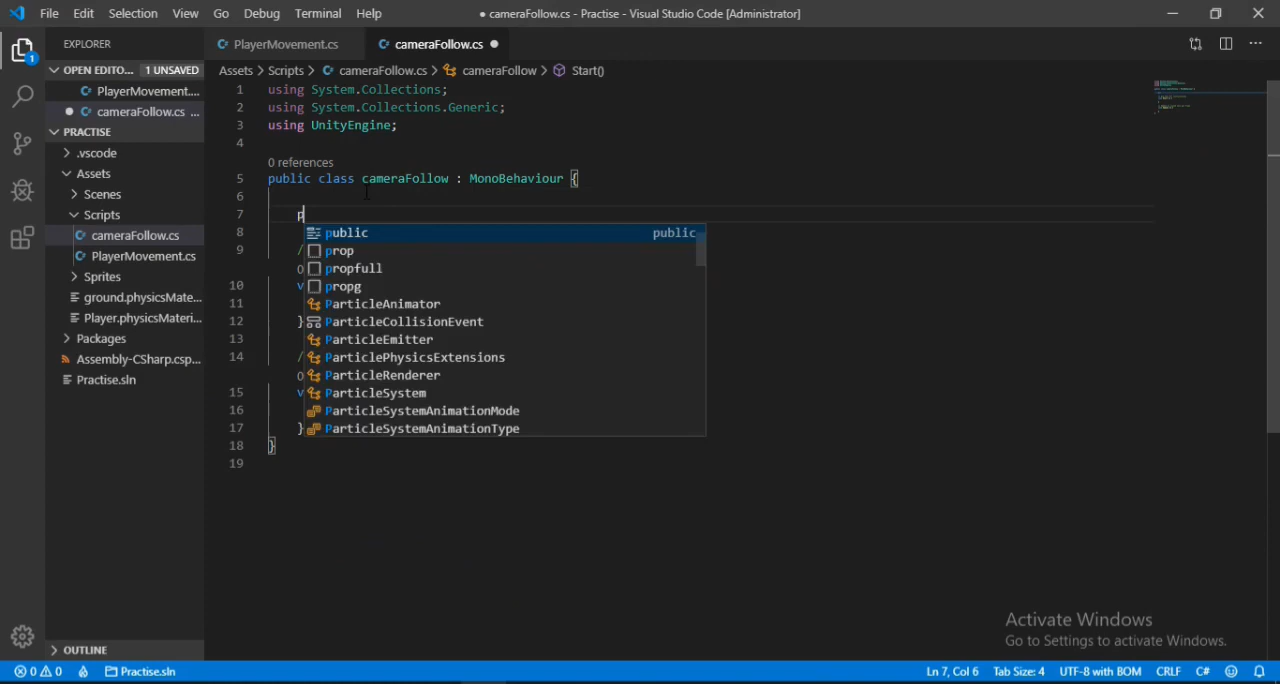 File Edit Selection View Go Debug Terminal Help
● cameraFollow.cs - Practise - Visual Studio Code [Administrator]
EXPLORER
PlayerMovement.cs
cameraFollow.cs ●
OPEN EDITO... 1 UNSAVED
PlayerMovement....
● cameraFollow.cs ...
PRACTISE
.vscode
Assets
Scenes
Scripts
cameraFollow.cs
PlayerMovement.cs
Sprites
ground.physicsMate...
Player.physicsMateri...
Packages
Assembly-CSharp.csp...
Practise.sln
OUTLINE
1
Assets > Scripts > cameraFollow.cs > cameraFollow > Start()
1 using System.Collections;
2 using System.Collections.Generic;
3 using UnityEngine;
4
0 references
5 public class cameraFollow : MonoBehaviour {
6
7 p
8
9 /
0
10 v
11
12 }
13
14 /
0
15 v
16
17 }
18 }
19
public public
prop
propfull
propg
ParticleAnimator
ParticleCollisionEvent
ParticleEmitter
ParticlePhysicsExtensions
ParticleRenderer
ParticleSystem
ParticleSystemAnimationMode
ParticleSystemAnimationType
Activate Windows
Go to Settings to activate Windows.
0 0 Practise.sln
Ln 7, Col 6 Tab Size: 4 UTF-8 with BOM CRLF C#